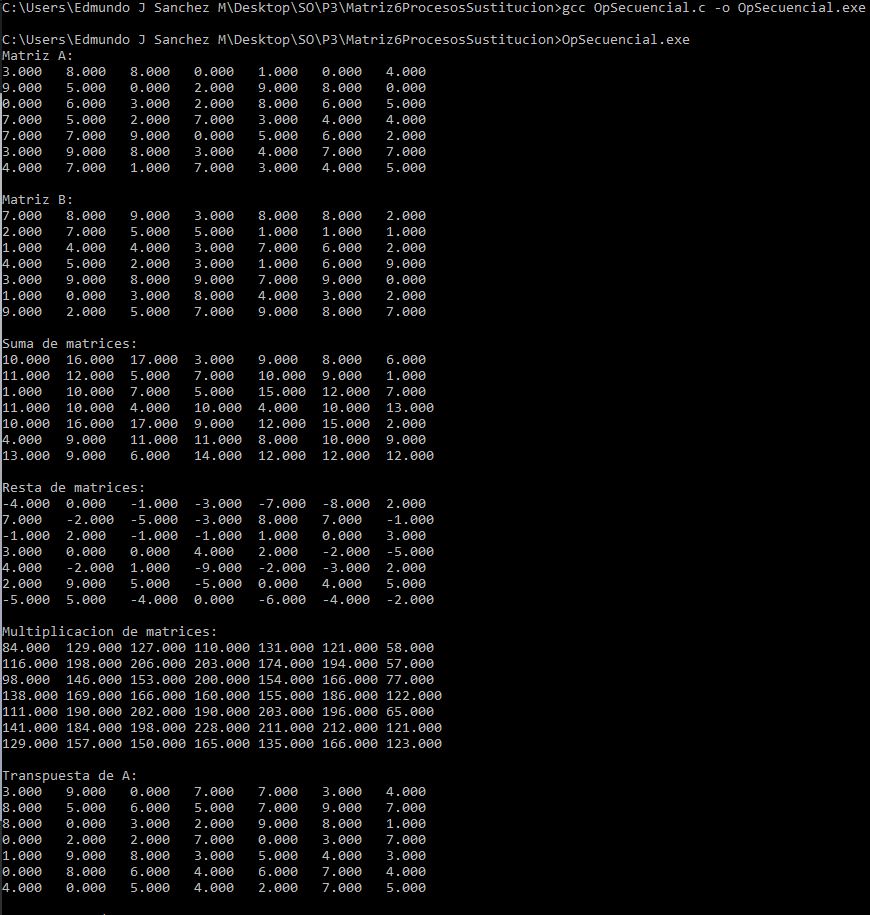 C:\Users\Edmundo J Sanchez M\Desktop\SO\P3\Matriz6ProcesosSustitucion>gcc OpSecuencial.c -o OpSecuencial.exe
C:\Users\Edmundo J Sanchez M\Desktop\SO\P3\Matriz6ProcesosSustitucion>OpSecuencial.exe
Matriz A:
3.000 8.000 8.000 0.000 1.000 0.000 4.000
9.000 5.000 0.000 2.000 9.000 8.000 0.000
0.000 6.000 3.000 2.000 8.000 6.000 5.000
7.000 5.000 2.000 7.000 3.000 4.000 4.000
7.000 7.000 9.000 0.000 5.000 6.000 2.000
3.000 9.000 8.000 3.000 4.000 7.000 7.000
4.000 7.000 1.000 7.000 3.000 4.000 5.000
Matriz B:
7.000 8.000 9.000 3.000 8.000 8.000 2.000
2.000 7.000 5.000 5.000 1.000 1.000 1.000
1.000 4.000 4.000 3.000 7.000 6.000 2.000
4.000 5.000 2.000 3.000 1.000 6.000 9.000
3.000 9.000 8.000 9.000 7.000 9.000 0.000
1.000 0.000 3.000 8.000 4.000 3.000 2.000
9.000 2.000 5.000 7.000 9.000 8.000 7.000
Suma de matrices:
10.000 16.000 17.000 3.000 9.000 8.000 6.000
11.000 12.000 5.000 7.000 10.000 9.000 1.000
1.000 10.000 7.000 5.000 15.000 12.000 7.000
11.000 10.000 4.000 10.000 4.000 10.000 13.000
10.000 16.000 17.000 9.000 12.000 15.000 2.000
4.000 9.000 11.000 11.000 8.000 10.000 9.000
13.000 9.000 6.000 14.000 12.000 12.000 12.000
Resta de matrices:
-4.000 0.000 -1.000 -3.000 -7.000 -8.000 2.000
7.000 -2.000 -5.000 -3.000 8.000 7.000 -1.000
-1.000 2.000 -1.000 -1.000 1.000 0.000 3.000
3.000 0.000 0.000 4.000 2.000 -2.000 -5.000
4.000 -2.000 1.000 -9.000 -2.000 -3.000 2.000
2.000 9.000 5.000 -5.000 0.000 4.000 5.000
-5.000 5.000 -4.000 0.000 -6.000 -4.000 -2.000
Multiplicacion de matrices:
84.000 129.000 127.000 110.000 131.000 121.000 58.000
116.000 198.000 206.000 203.000 174.000 194.000 57.000
98.000 146.000 153.000 200.000 154.000 166.000 77.000
138.000 169.000 166.000 160.000 155.000 186.000 122.000
111.000 190.000 202.000 190.000 203.000 196.000 65.000
141.000 184.000 198.000 228.000 211.000 212.000 121.000
129.000 157.000 150.000 165.000 135.000 166.000 123.000
Transpuesta de A:
3.000 9.000 0.000 7.000 7.000 3.000 4.000
8.000 5.000 6.000 5.000 7.000 9.000 7.000
8.000 0.000 3.000 2.000 9.000 8.000 1.000
0.000 2.000 2.000 7.000 0.000 3.000 7.000
1.000 9.000 8.000 3.000 5.000 4.000 3.000
0.000 8.000 6.000 4.000 6.000 7.000 4.000
4.000 0.000 5.000 4.000 2.000 7.000 5.000